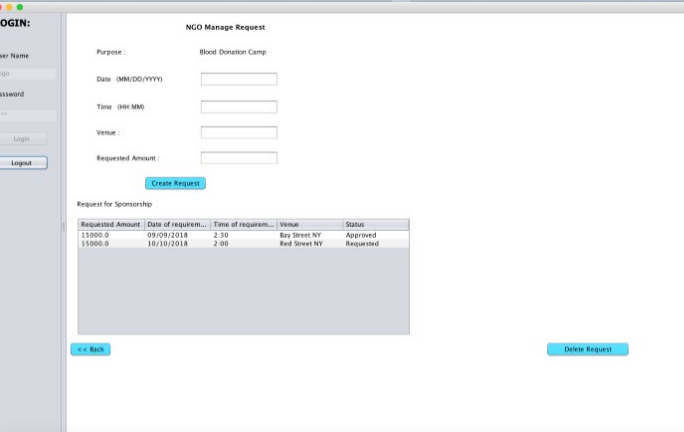 OGIN:
ser Name
ngo
assword
Login
Logout
NGO Manage Request
Purpose : Blood Donation Camp
Date (MM/DD/YYYY)
Time (HH:MM)
Venue :
Requested Amount :
Create Request
Request for Sponsorship
Requested Amount Date of requirem... Time of requirem... Venue Status
15000.0 09/09/2018 2:30 Bay Street NY Approved
15000.0 10/10/2018 2:00 Red Street NY Requested
<< Back Delete Request